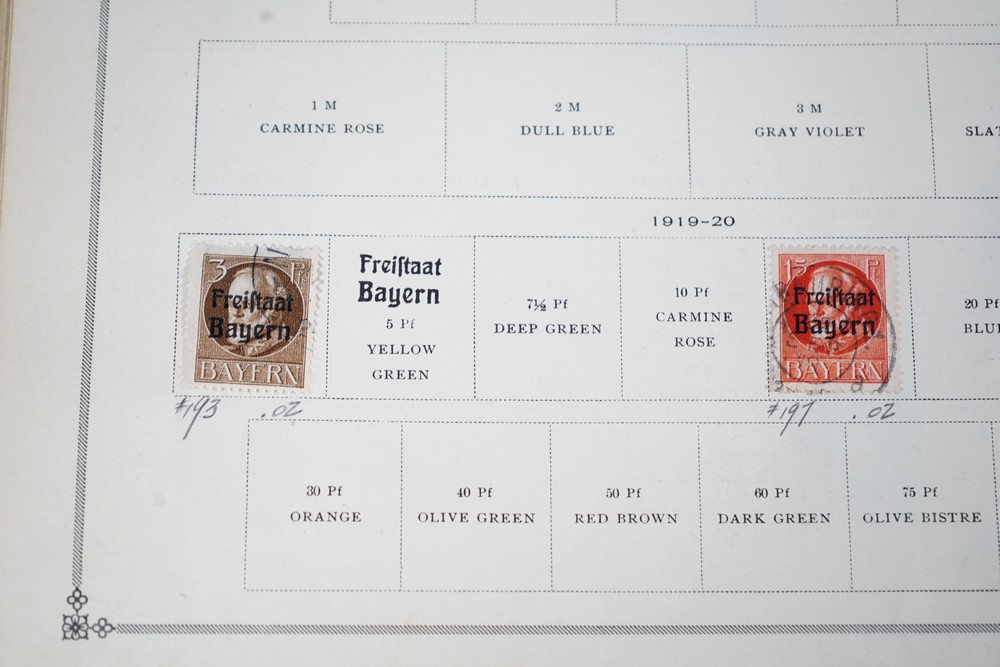 1 M
CARMINE ROSE
2 M
DULL BLUE
3 M
GRAY VIOLET
1919-20
3 Pf
Freiſtaat
Bayern
BAYERN
Freiſtaat
Bayern
5 Pf
YELLOW
GREEN
7½ Pf
DEEP GREEN
10 Pf
CARMINE
ROSE
15 Pf
Freiſtaat
Bayern
BAYERN
20 Pf
#193 .02
#197 .02
30 Pf
ORANGE
40 Pf
OLIVE GREEN
50 Pf
RED BROWN
60 Pf
DARK GREEN
75 Pf
OLIVE BISTRE